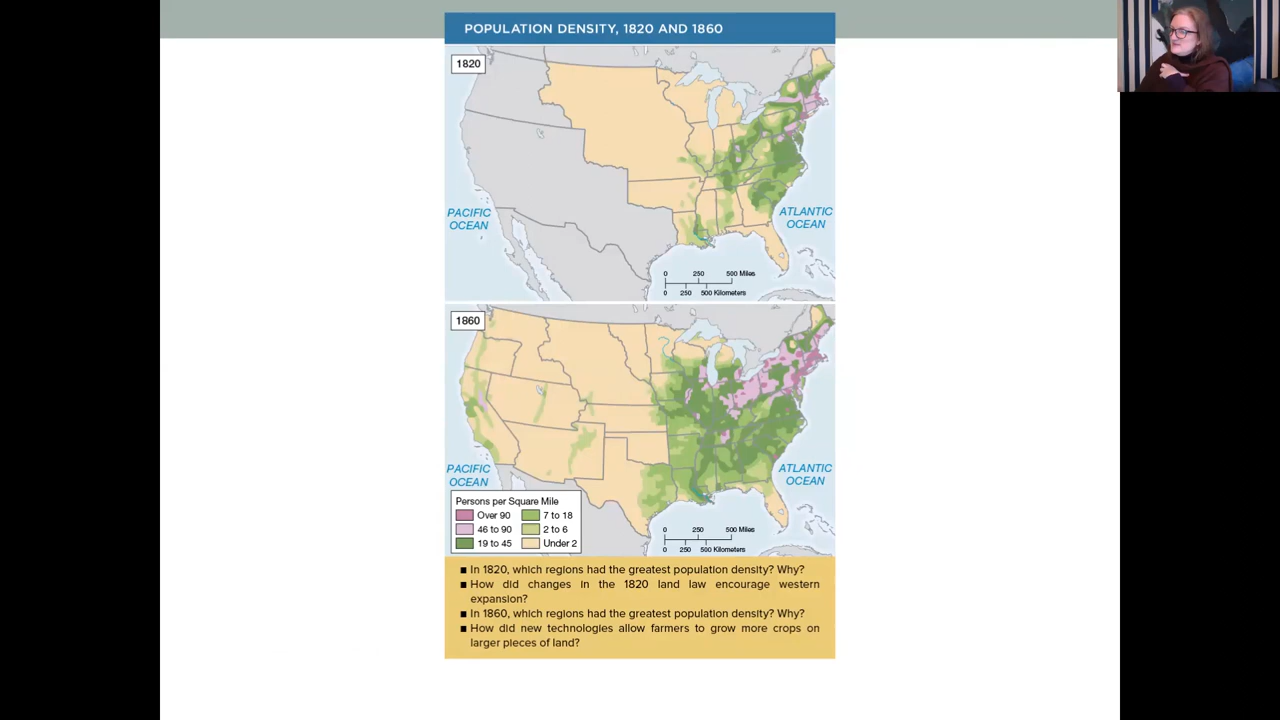 POPULATION DENSITY, 1820 AND 1860
1820
PACIFIC
OCEAN
ATLANTIC
OCEAN
0 250 500 Miles
0 250 500 Kilometers
1860
PACIFIC
OCEAN
ATLANTIC
OCEAN
Persons per Square Mile
Over 90 7 to 18
46 to 90 2 to 6
19 to 45 Under 2
0 250 500 Miles
0 250 500 Kilometers
■ In 1820, which regions had the greatest population density? Why?
■ How did changes in the 1820 land law encourage western
expansion?
■ In 1860, which regions had the greatest population density? Why?
■ How did new technologies allow farmers to grow more crops on
larger pieces of land?